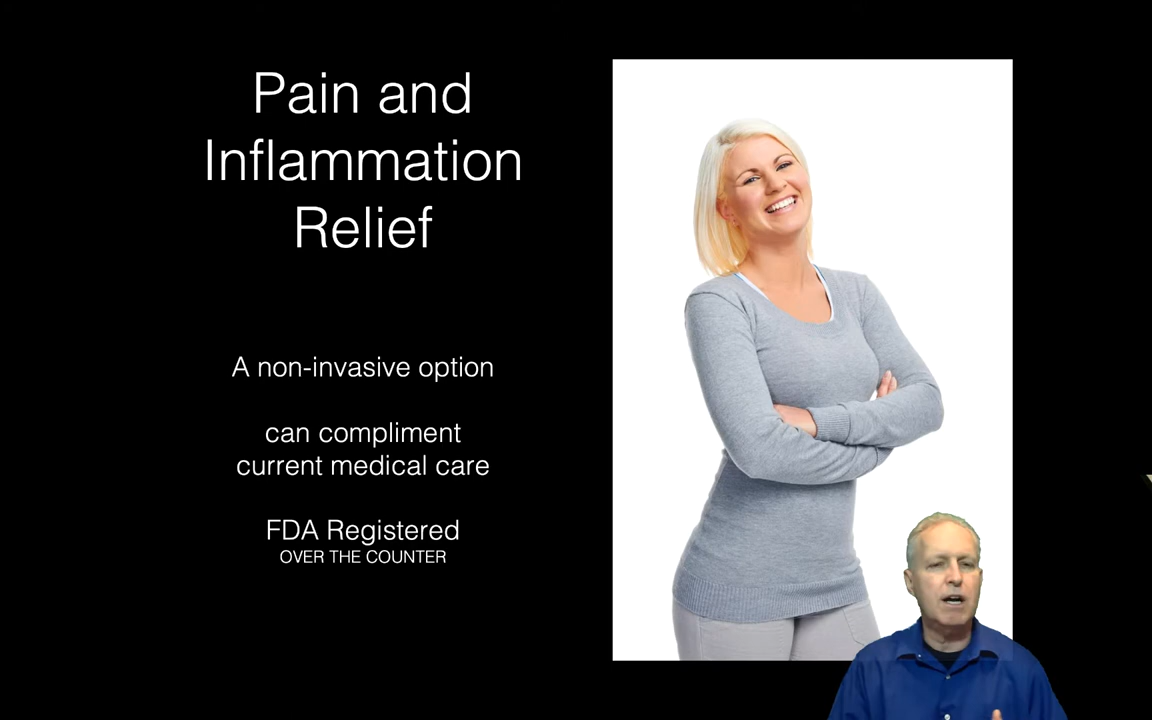 Pain and
Inflammation
Relief
A non-invasive option
can compliment
current medical care
FDA Registered
OVER THE COUNTER